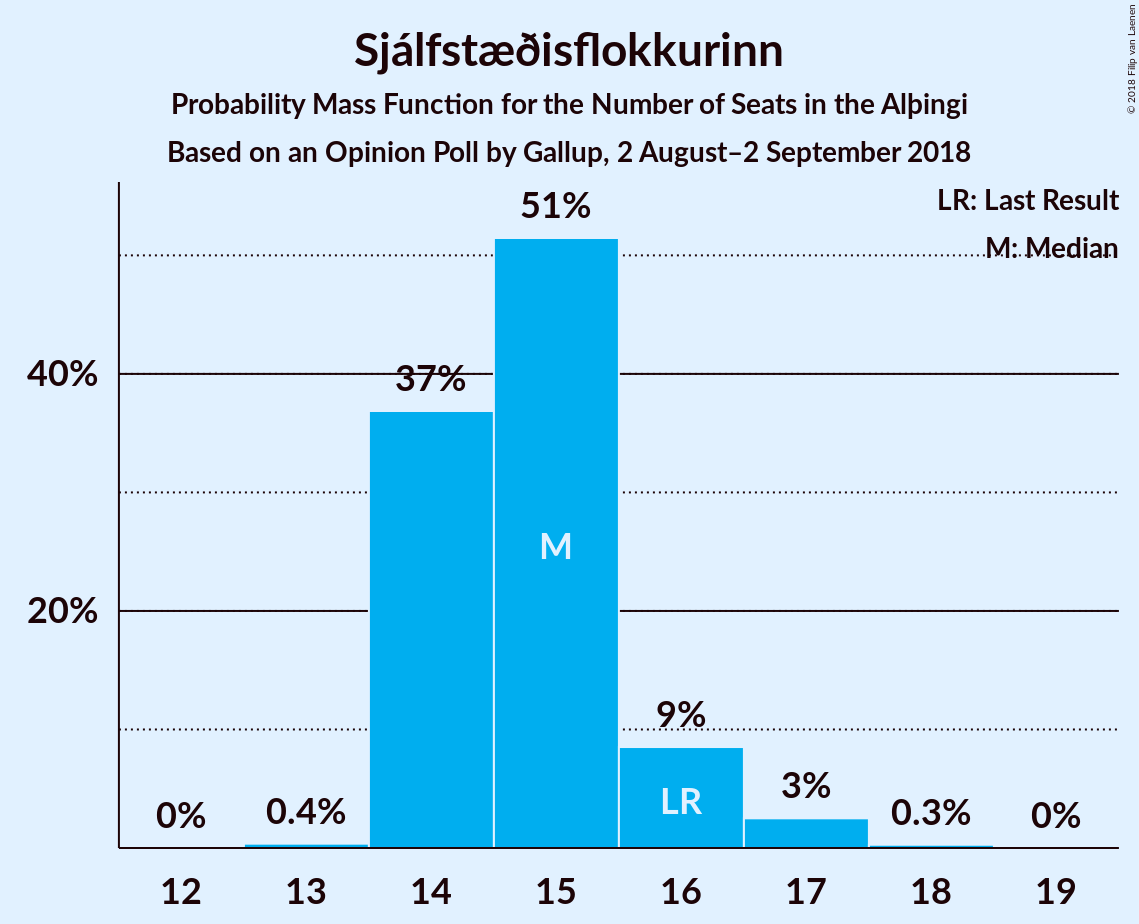 Sjálfstæðisflokkurinn
Probability Mass Function for the Number of Seats in the Alþingi
Based on an Opinion Poll by Gallup, 2 August–2 September 2018
© 2018 Filip van Laenen
LR: Last Result
M: Median
51%
40%
37%
M
20%
9%
LR
3%
0%
0.4%
0.3%
0%
12 13 14 15 16 17 18 19